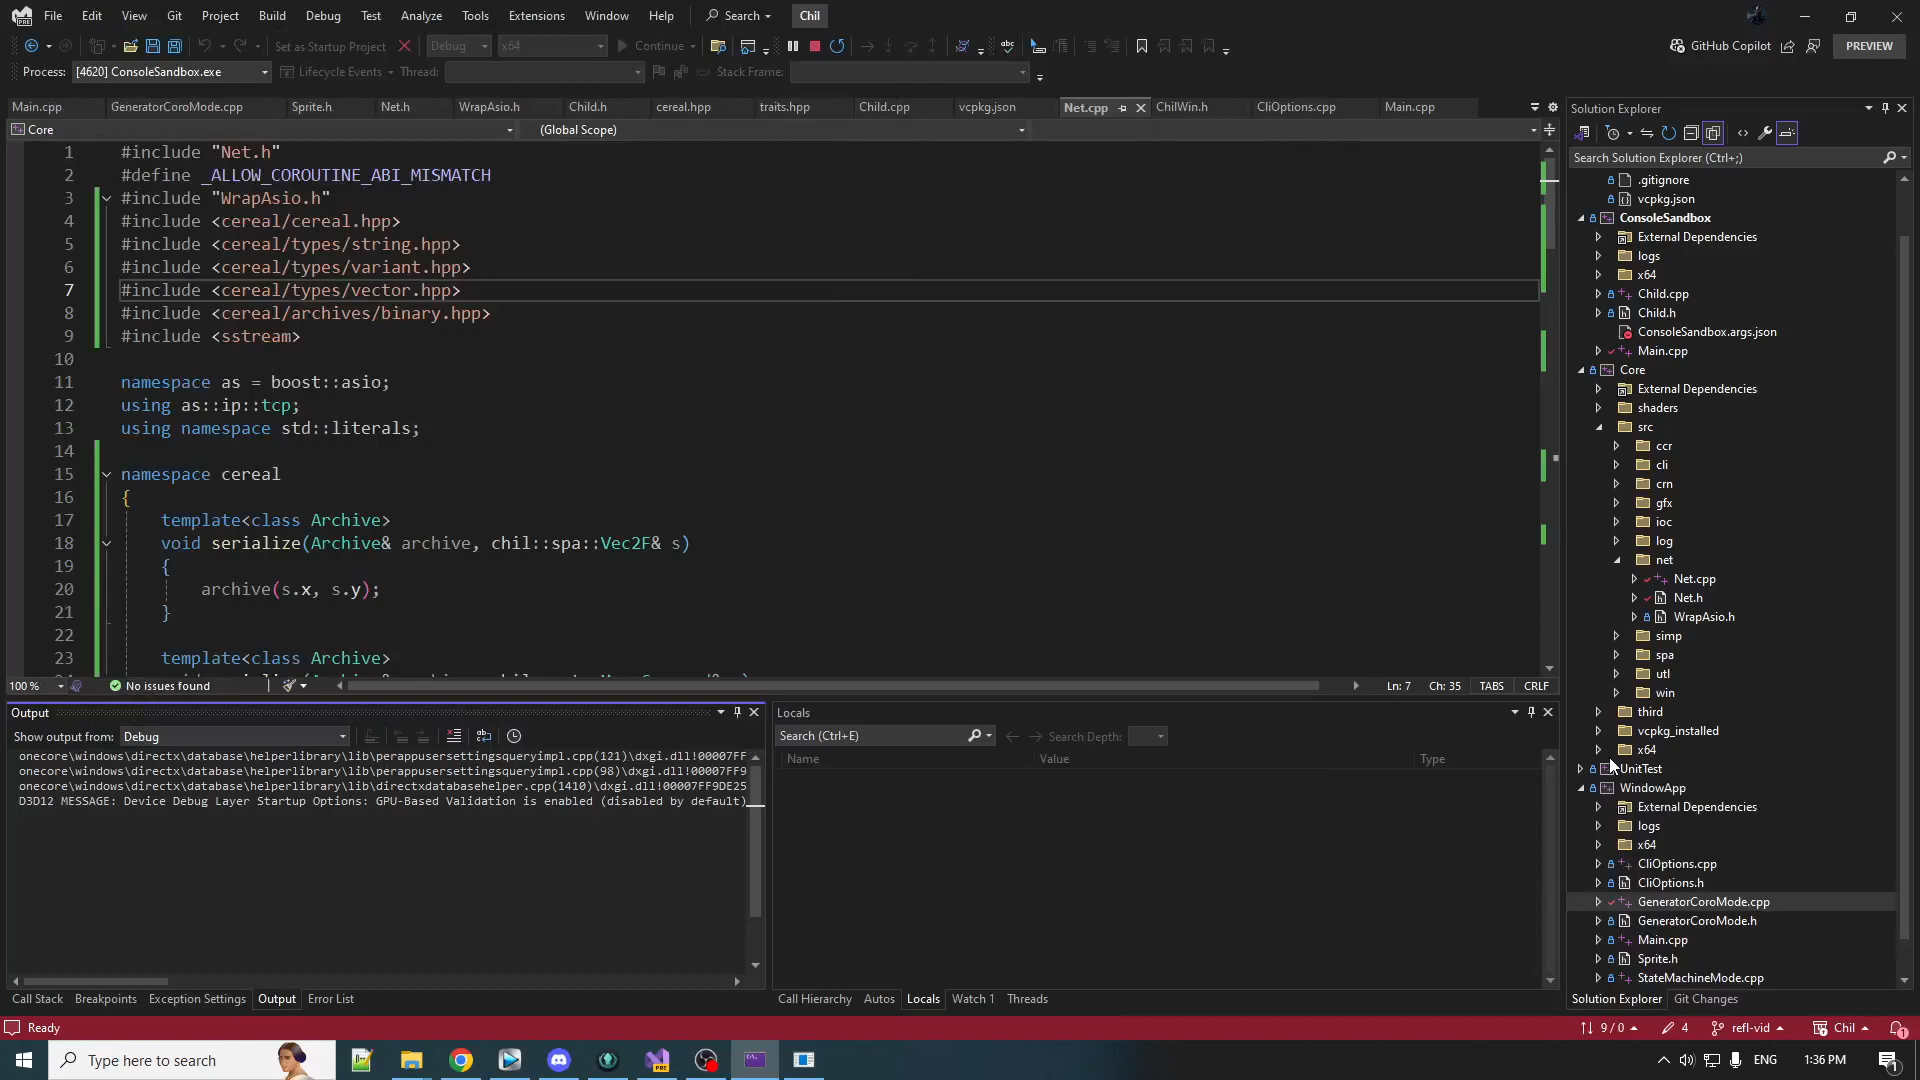 File Edit View Git Project Build Debug Test Analyze Tools Extensions Window Help Search Chil
Set as Startup Project Debug x64 Continue GitHub Copilot PREVIEW
Process: [4620] ConsoleSandbox.exe Lifecycle Events Thread: Stack Frame:
Main.cpp GeneratorCoroMode.cpp Sprite.h Net.h WrapAsio.h Child.h cereal.hpp traits.hpp Child.cpp vcpkg.json Net.cpp ChilWin.h CliOptions.cpp Main.cpp
Core (Global Scope)
1 #include "Net.h"
2 #define _ALLOW_COROUTINE_ABI_MISMATCH
3 #include "WrapAsio.h"
4 #include <cereal/cereal.hpp>
5 #include <cereal/types/string.hpp>
6 #include <cereal/types/variant.hpp>
7 #include <cereal/types/vector.hpp>
8 #include <cereal/archives/binary.hpp>
9 #include <sstream>
10
11 namespace as = boost::asio;
12 using as::ip::tcp;
13 using namespace std::literals;
14
15 namespace cereal
16 {
17 template<class Archive>
18 void serialize(Archive& archive, chil::spa::Vec2F& s)
19 {
20 archive(s.x, s.y);
21 }
22
23 template<class Archive>
100 % No issues found Ln: 7 Ch: 35 TABS CRLF
Output
Show output from: Debug
onecore\windows\directx\database\helperlibrary\lib\perappusersettingsqueryimpl.cpp(121)\dxgi.dll!00007FF
onecore\windows\directx\database\helperlibrary\lib\perappusersettingsqueryimpl.cpp(98)\dxgi.dll!00007FF9
onecore\windows\directx\database\helperlibrary\lib\directxdatabasehelper.cpp(1410)\dxgi.dll!00007FF9DE25
D3D12 MESSAGE: Device Debug Layer Startup Options: GPU-Based Validation is enabled (disabled by default)
Call Stack Breakpoints Exception Settings Output Error List
Locals
Search (Ctrl+E) Search Depth:
Name Value Type
Call Hierarchy Autos Locals Watch 1 Threads
Solution Explorer
Search Solution Explorer (Ctrl+;)
.gitignore
vcpkg.json
ConsoleSandbox
External Dependencies
logs
x64
Child.cpp
Child.h
ConsoleSandbox.args.json
Main.cpp
Core
External Dependencies
shaders
src
ccr
cli
crn
gfx
ioc
log
net
Net.cpp
Net.h
WrapAsio.h
simp
spa
utl
win
third
vcpkg_installed
x64
UnitTest
WindowApp
External Dependencies
logs
x64
CliOptions.cpp
CliOptions.h
GeneratorCoroMode.cpp
GeneratorCoroMode.h
Main.cpp
Sprite.h
StateMachineMode.cpp
Solution Explorer Git Changes
Ready 9 / 0 4 refl-vid Chil 1
Type here to search ENG 1:36 PM 1